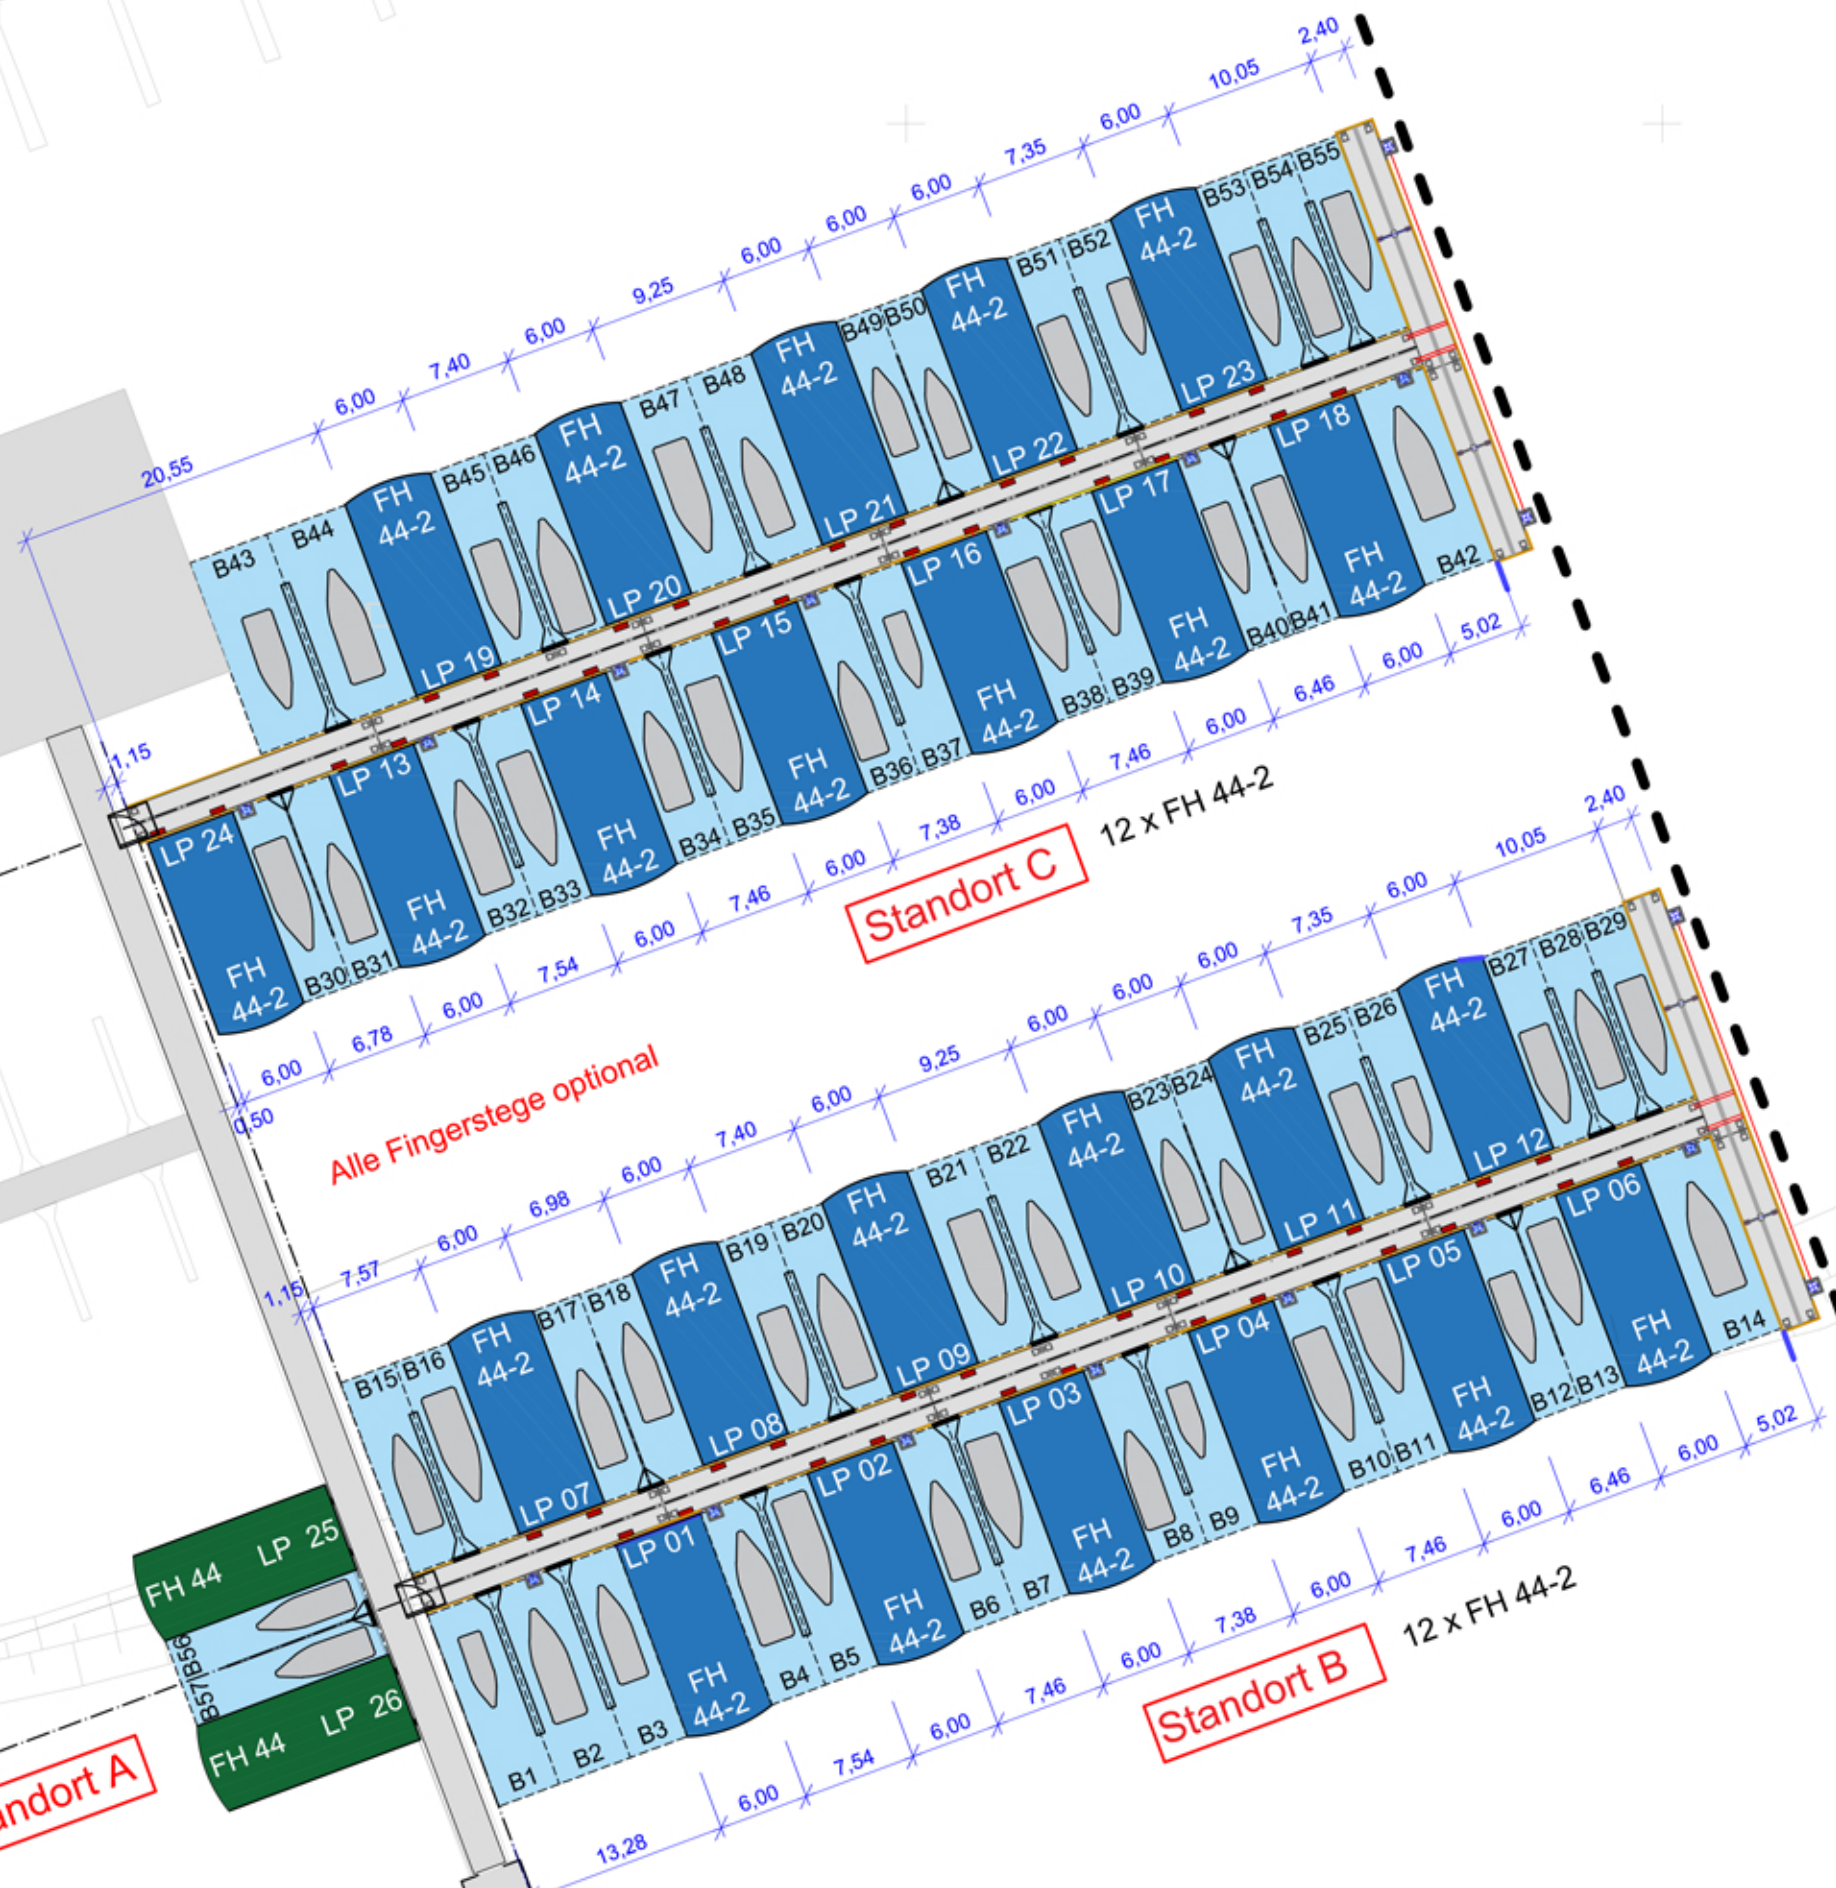 2,40
10,05
6,00
7,35
6,00
6,00
6,00
9,25
6,00
7,40
6,00
20,55
1,15
B43
B44
FH
44-2
LP 19
B45
B46
FH
44-2
LP 20
B47
B48
FH
44-2
LP 21
B49
B50
FH
44-2
LP 22
B51
B52
FH
44-2
LP 23
B53
B54
B55
LP 24
FH
44-2
B30
B31
LP 13
FH
44-2
B32
B33
LP 14
FH
44-2
B34
B35
LP 15
FH
44-2
B36
B37
LP 16
FH
44-2
B38
B39
LP 17
FH
44-2
B40
B41
LP 18
FH
44-2
B42
0,50
6,00
6,78
6,00
7,54
6,00
7,46
6,00
7,38
6,00
7,46
6,00
6,46
6,00
5,02
12 x FH 44-2
Standort C
Alle Fingerstege optional
1,15
7,57
6,00
6,98
6,00
7,40
6,00
9,25
6,00
6,00
6,00
7,35
6,00
10,05
2,40
B15
B16
FH
44-2
LP 07
B17
B18
FH
44-2
LP 08
B19
B20
FH
44-2
LP 09
B21
B22
FH
44-2
LP 10
B23
B24
FH
44-2
LP 11
B25
B26
FH
44-2
LP 12
B27
B28
B29
B1
B2
B3
LP 01
FH
44-2
B4
B5
LP 02
FH
44-2
B6
B7
LP 03
FH
44-2
B8
B9
LP 04
FH
44-2
B10
B11
LP 05
FH
44-2
B12
B13
LP 06
FH
44-2
B14
13,28
6,00
7,54
6,00
7,46
6,00
7,38
6,00
7,46
6,00
6,46
6,00
5,02
12 x FH 44-2
Standort B
FH 44 LP 25
B56
B57
FH 44 LP 26
ndort A